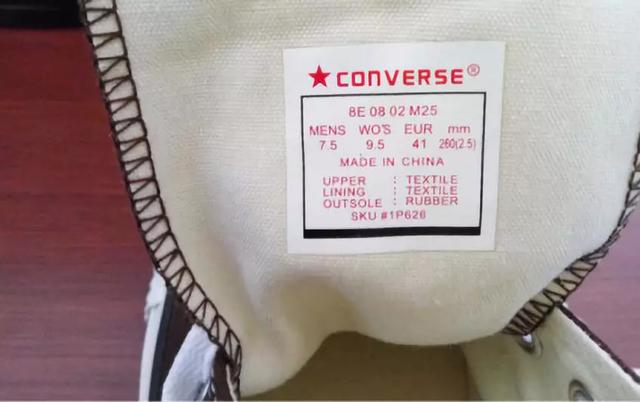 ★CONVERSE®
8E 08 02 M25
MENS WO'S EUR mm
7.5 9.5 41 260(2.5)
MADE IN CHINA
UPPER : TEXTILE
LINING : TEXTILE
OUTSOLE : RUBBER
SKU #1P626